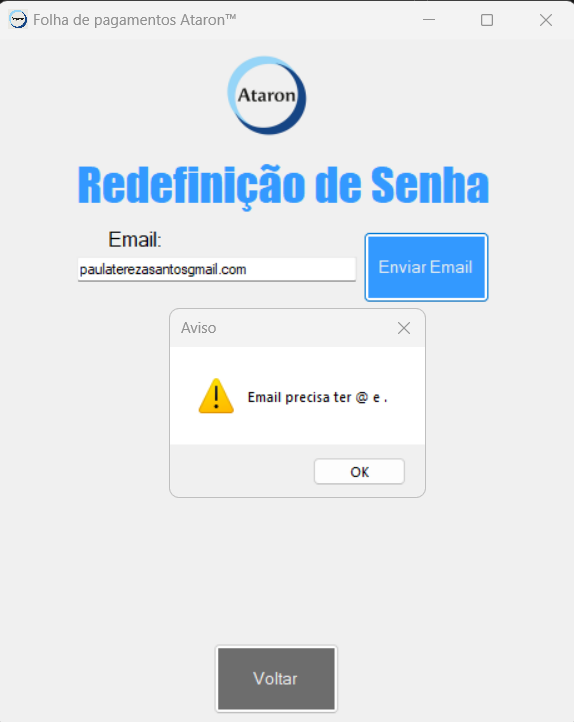 Folha de pagamentos Ataron™
Ataron
Redefinição de Senha
Email:
paulaterezasantosgmail.com
Enviar Email
Aviso
Email precisa ter @ e .
OK
Voltar